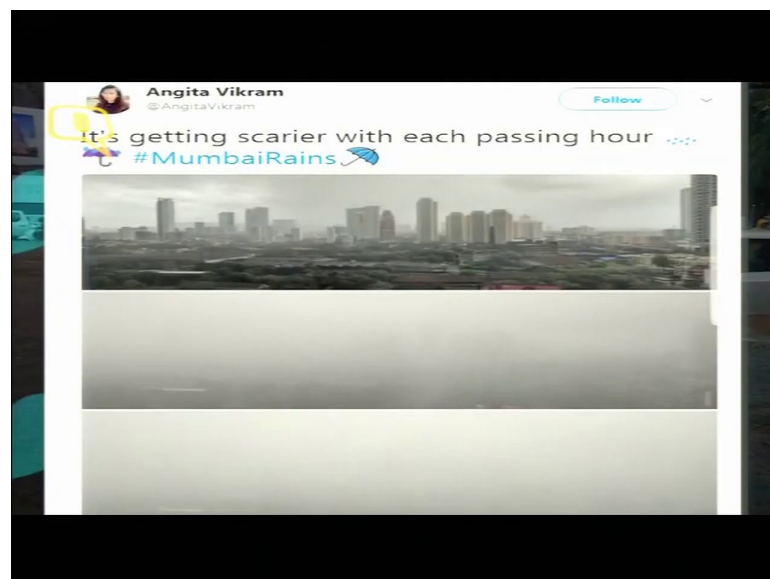 Angita Vikram
@AngitaVikram
Follow
It's getting scarier with each passing hour
#MumbaiRains